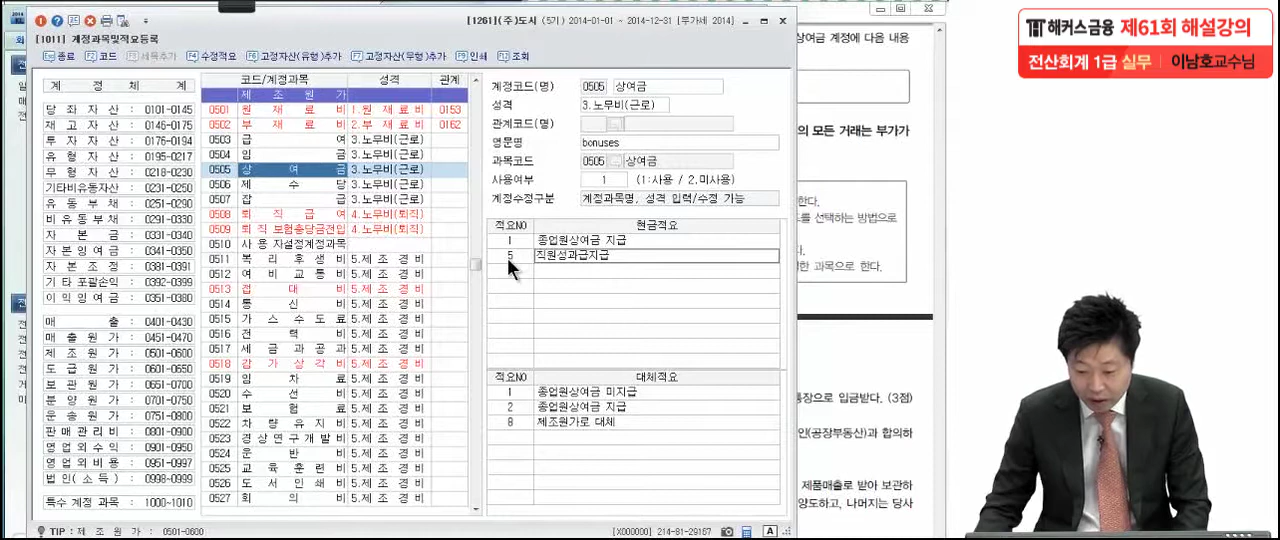 [1261](주)도시 (5기) 2014-01-01 ~ 2014-12-31 [부가세 2014]
[1011] 계정과목및적요등록
Esc종료 F2코드 F3세목추가 F4수정적요 F6고정자산(유형)추가 F7고정자산(무형)추가 F9인쇄 F12조회
계 정 체 계
당 좌 자 산 : 0101-0145
재 고 자 산 : 0146-0175
투 자 자 산 : 0176-0194
유 형 자 산 : 0195-0217
무 형 자 산 : 0218-0230
기타비유동자산 : 0231-0250
유 동 부 채 : 0251-0290
비 유 동 부 채 : 0291-0330
자 본 금 : 0331-0340
자 본 잉 여 금 : 0341-0350
자 본 조 정 : 0381-0391
기 타 포괄손익 : 0392-0399
이 익 잉 여 금 : 0351-0380
매 출 : 0401-0430
매 출 원 가 : 0451-0470
제 조 원 가 : 0501-0600
도 급 원 가 : 0601-0650
보 관 원 가 : 0651-0700
분 양 원 가 : 0701-0750
운 송 원 가 : 0751-0800
판 매 관 리 비 : 0801-0900
영 업 외 수 익 : 0901-0950
영 업 외 비 용 : 0951-0997
법 인 ( 소 득 ) : 0998-0999
특수 계정 과목 : 1000~1010
코드/계정과목 성격 관계
제 조 원 가
0501 원 재 료 비 1.원 재 료 비 0153
0502 부 재 료 비 2.부 재 료 비 0162
0503 급 여 3.노무비(근로)
0504 임 금 3.노무비(근로)
0505 상 여 금 3.노무비(근로)
0506 제 수 당 3.노무비(근로)
0507 잡 급 3.노무비(근로)
0508 퇴 직 급 여 4.노무비(퇴직)
0509 퇴 직 보험충당금전입 4.노무비(퇴직)
0510 사 용 자설정계정과목
0511 복 리 후 생 비 5.제 조 경 비
0512 여 비 교 통 비 5.제 조 경 비
0513 접 대 비 5.제 조 경 비
0514 통 신 비 5.제 조 경 비
0515 가 스 수 도 료 5.제 조 경 비
0516 전 력 비 5.제 조 경 비
0517 세 금 과 공 과 5.제 조 경 비
0518 감 가 상 각 비 5.제 조 경 비
0519 임 차 료 5.제 조 경 비
0520 수 선 비 5.제 조 경 비
0521 보 험 료 5.제 조 경 비
0522 차 량 유 지 비 5.제 조 경 비
0523 경 상 연 구 개 발 비 5.제 조 경 비
0524 운 반 비 5.제 조 경 비
0525 교 육 훈 련 비 5.제 조 경 비
0526 도 서 인 쇄 비 5.제 조 경 비
0527 회 의 비 5.제 조 경 비
계정코드(명) 0505 상여금
성격 3.노무비(근로)
관계코드(명)
영문명 bonuses
과목코드 0505 상여금
사용여부 1 (1:사용 / 2.미사용)
계정수정구분 계정과목명, 성격 입력/수정 가능
적요NO 현금적요
1 종업원상여금 지급
5 직원성과급지급
적요NO 대체적요
1 종업원상여금 미지급
2 종업원상여금 지급
8 제조원가로 대체
TIP : 제 조 원 가 : 0501-0600
[XXXXXX] 214-81-29167 A
상여금 계정에 다음 내용
의 모든 거래는 부가가
드를 선택하는 방법으로
한 과목으로 한다.
통장으로 입금받다. (3점)
인(공장부동산)과 합의하
제품매출로 받아 보관하
양도하고, 나머지는 당사
해커스금융 제61회 해설강의
전산회계 1급 실무 이남호교수님